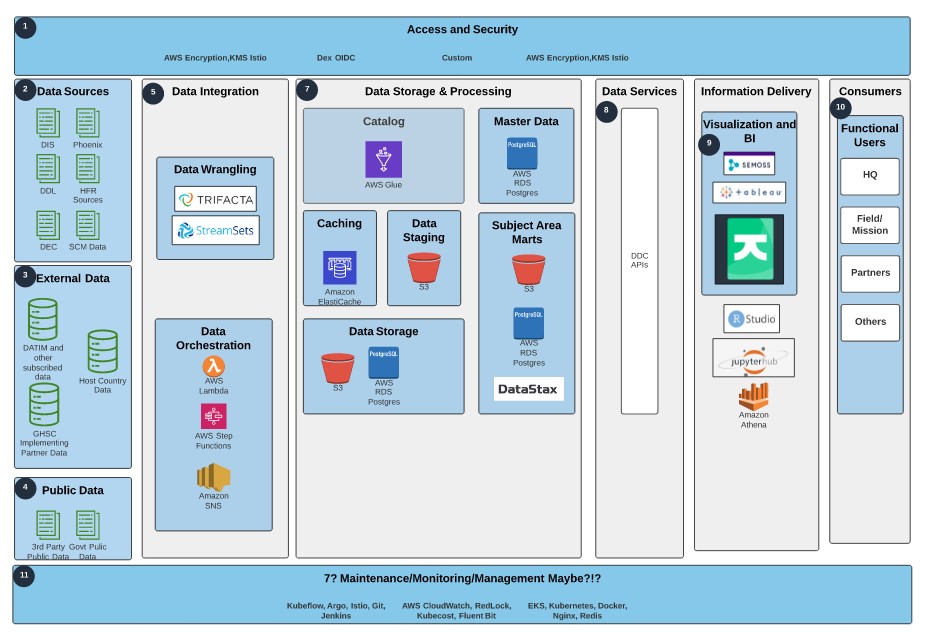 1
Access and Security
AWS Encryption,KMS Istio
Dex OIDC
Custom
AWS Encryption,KMS Istio
2
Data Sources
DIS
Phoenix
DDL
HFR
Sources
DEC
SCM Data
3
External Data
DATIM and
other
subscribed
data
Host Country
Data
GHSC
Implementing
Partner Data
4
Public Data
3rd Party
Public Data
Govt Pulic
Data
5
Data Integration
Data Wrangling
TRIFACTA
StreamSets
Data
Orchestration
AWS
Lambda
AWS Step
Functions
Amazon
SNS
7
Data Storage & Processing
Catalog
AWS Glue
Master Data
PostgreSQL
AWS
RDS
Postgres
Caching
Amazon
ElastiCache
Data
Staging
S3
Subject Area
Marts
S3
PostgreSQL
AWS
RDS
Postgres
DataStax
Data Storage
S3
PostgreSQL
AWS
RDS
Postgres
Data Services
8
DDC
APIs
Information Delivery
Visualization and
BI
9
SEMOSS
+ableau
R Studio
jupyterhub
Amazon
Athena
Consumers
10
Functional
Users
HQ
Field/
Mission
Partners
Others
11
7? Maintenance/Monitoring/Management Maybe?!?
Kubeflow, Argo, Istio, Git,
Jenkins
AWS CloudWatch, RedLock,
Kubecost, Fluent Bit
EKS, Kubernetes, Docker,
Nginx, Redis